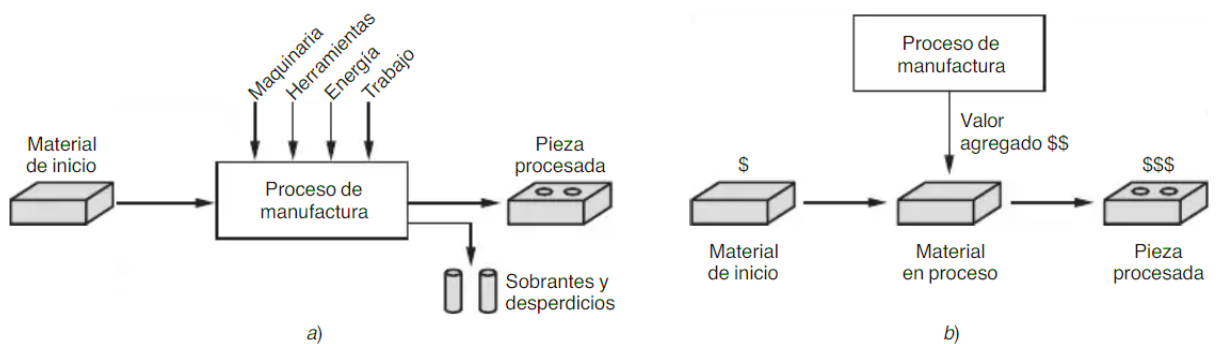 Maquinaria
Herramientas
Energía
Trabajo
Material
de inicio
Proceso de
manufactura
Pieza
procesada
Sobrantes y
desperdicios
a)
Proceso de
manufactura
Valor
agregado $$
$
$$$
Material
de inicio
Material
en proceso
Pieza
procesada
b)